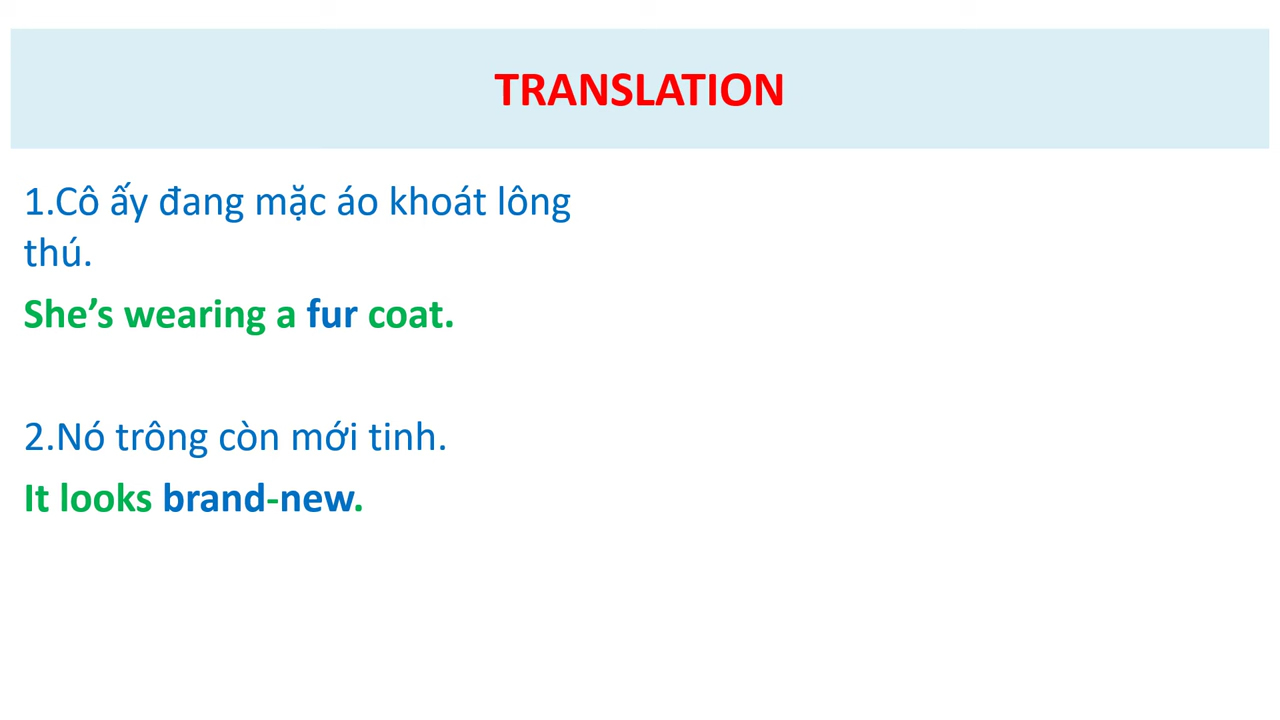 TRANSLATION
1.Cô ấy đang mặc áo khoát lông
thú.
She’s wearing a fur coat.
2.Nó trông còn mới tinh.
It looks brand-new.